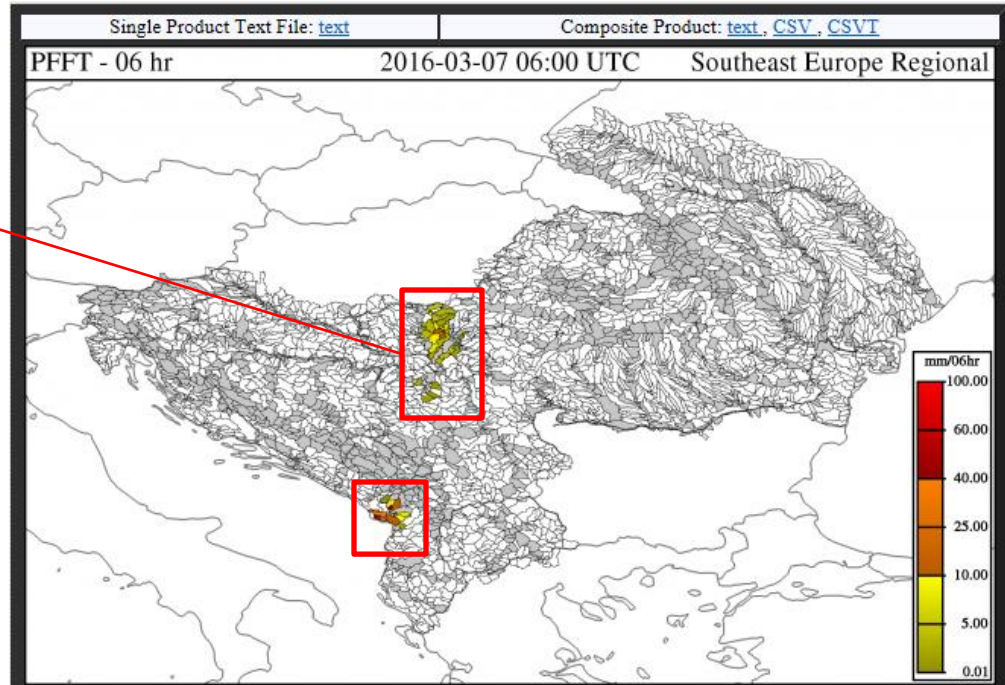 Single Product Text File: text
Composite Product: text , CSV , CSVT
PFFT - 06 hr 2016-03-07 06:00 UTC Southeast Europe Regional
mm/06hr
100.00
60.00
40.00
25.00
10.00
5.00
0.01